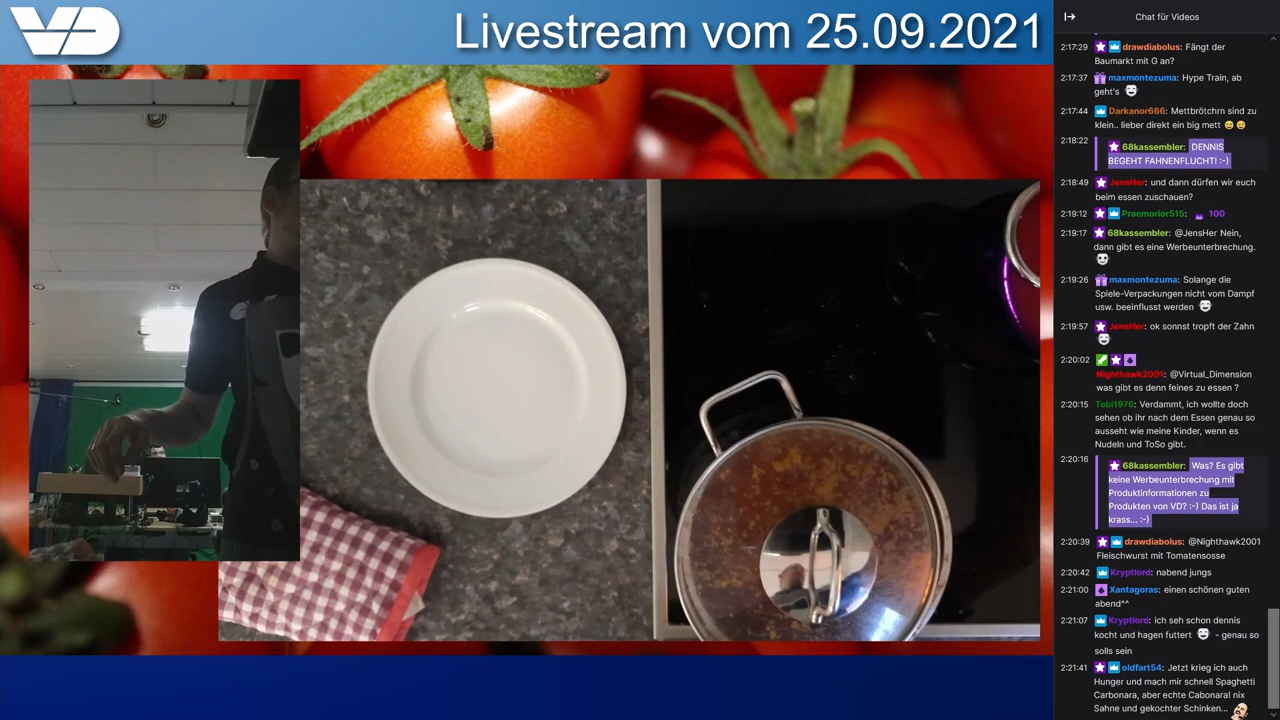 VD
Livestream vom 25.09.2021
Chat für Videos
2:17:29 drawdiabolus: Fängt der
Baumarkt mit G an?
2:17:37 maxmontezuma: Hype Train, ab
geht's
2:17:44 Darkanor666: Mettbrötchrn sind zu
klein.. lieber direkt ein big mett
2:18:22 68kassembler: DENNIS
BEGEHT FAHNENFLUCHT! :-)
2:18:49 JensHer: und dann dürfen wir euch
beim essen zuschauen?
2:19:12 Praemorior515: 100
2:19:17 68kassembler: @JensHer Nein,
dann gibt es eine Werbeunterbrechung.
2:19:26 maxmontezuma: Solange die
Spiele-Verpackungen nicht vom Dampf
usw. beeinflusst werden
2:19:57 JensHer: ok sonst tropft der Zahn
2:20:02
Nighthawk2001: @Virtual_Dimension
was gibt es denn feines zu essen ?
2:20:15 Tobi1976: Verdammt, ich wollte doch
sehen ob ihr nach dem Essen genau so
ausseht wie meine Kinder, wenn es
Nudeln und ToSo gibt.
2:20:16 68kassembler: Was? Es gibt
keine Werbeunterbrechung mit
Produktinformationen zu
Produkten von VD? :-) Das ist ja
krass... :-)
2:20:39 drawdiabolus: @Nighthawk2001
Fleischwurst mit Tomatensosse
2:20:42 Kryptlord: nabend jungs
2:21:00 Xantagoras: einen schönen guten
abend^^
2:21:07 Kryptlord: ich seh schon dennis
kocht und hagen futtert - genau so
solls sein
2:21:41 oldfart54: Jetzt krieg ich auch
Hunger und mach mir schnell Spaghetti
Carbonara, aber echte Cabonara! nix
Sahne und gekochter Schinken...